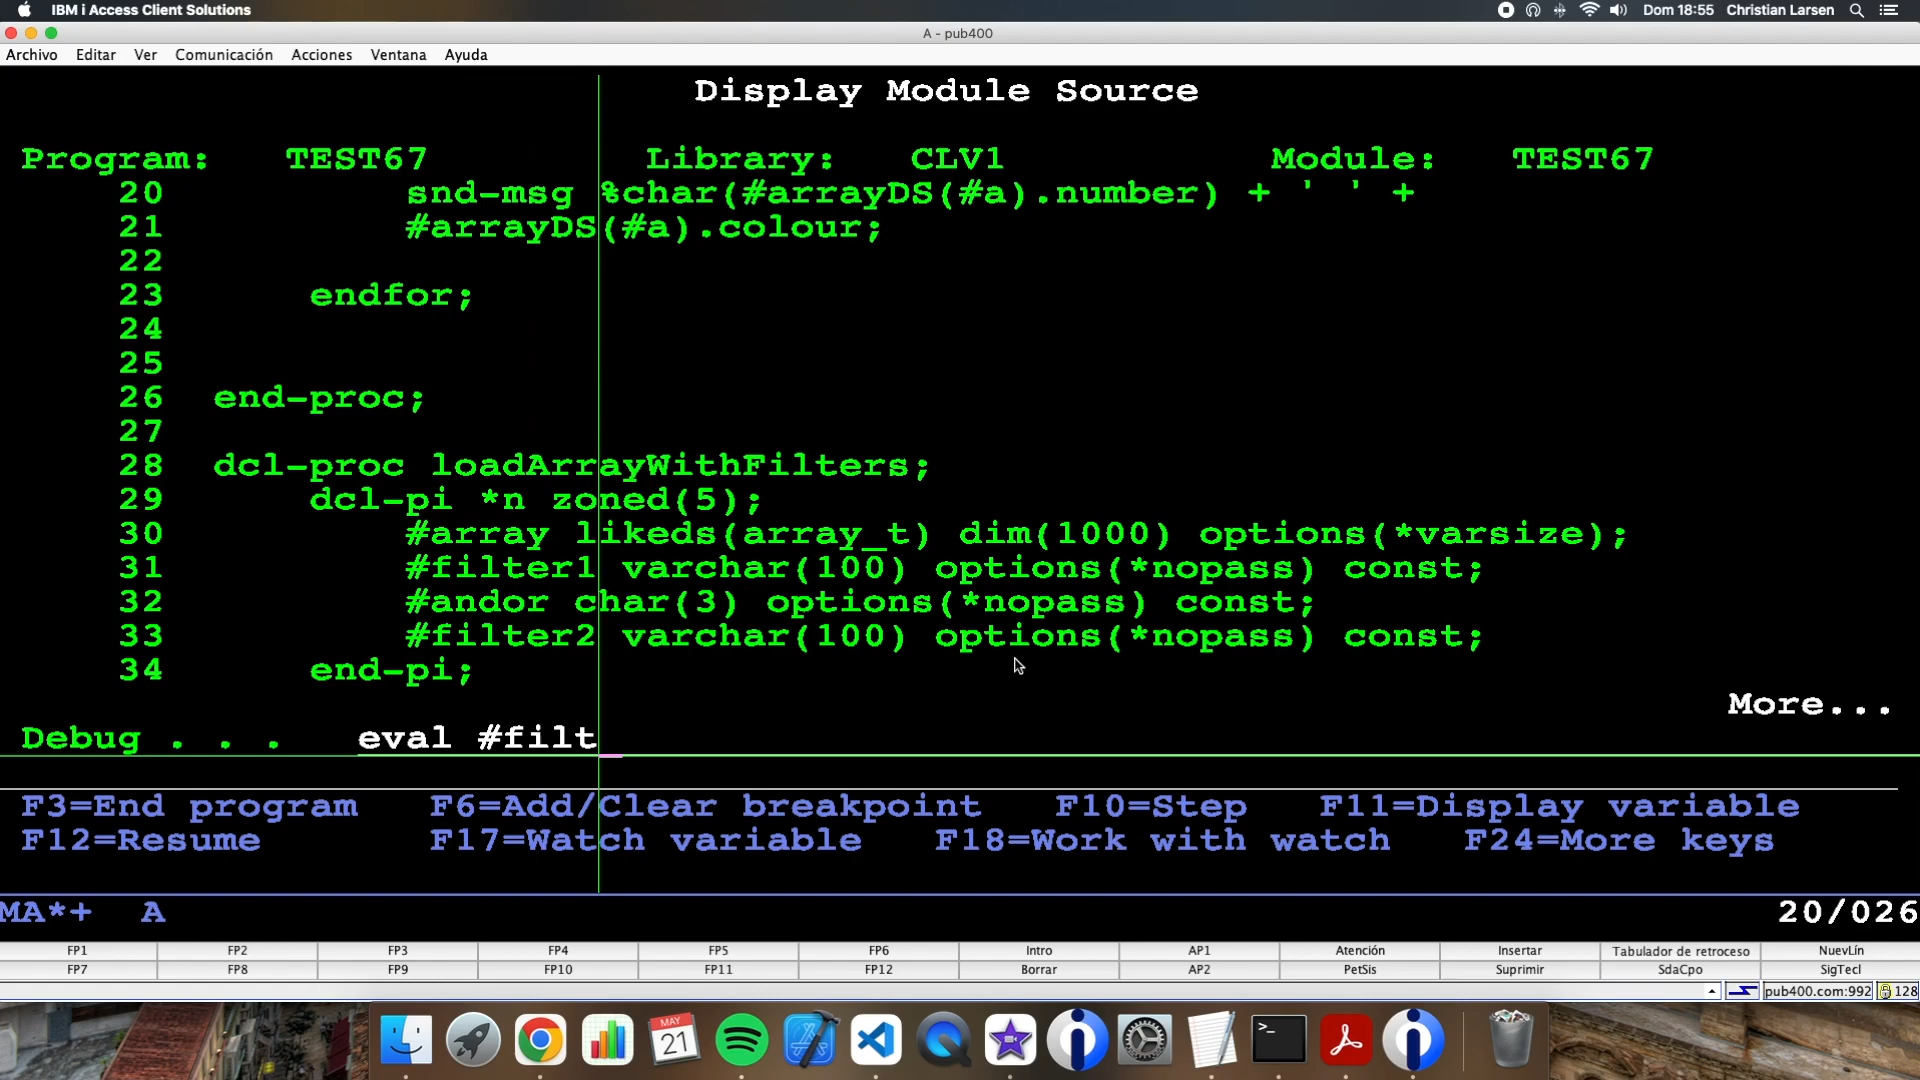 IBM i Access Client Solutions
Dom 18:55 Christian Larsen
A - pub400
Archivo Editar Ver Comunicación Acciones Ventana Ayuda
Display Module Source
Program: TEST67 Library: CLV1 Module: TEST67
20 snd-msg %char(#arrayDS(#a).number) + ' ' +
21 #arrayDS(#a).colour;
22
23 endfor;
24
25
26 end-proc;
27
28 dcl-proc loadArrayWithFilters;
29 dcl-pi *n zoned(5);
30 #array likeds(array_t) dim(1000) options(*varsize);
31 #filter1 varchar(100) options(*nopass) const;
32 #andor char(3) options(*nopass) const;
33 #filter2 varchar(100) options(*nopass) const;
34 end-pi;
More...
Debug . . . eval #filt
F3=End program F6=Add/Clear breakpoint F10=Step F11=Display variable
F12=Resume F17=Watch variable F18=Work with watch F24=More keys
MA*+ A 20/026
FP1 FP2 FP3 FP4 FP5 FP6 Intro AP1 Atención Insertar Tabulador de retroceso NuevLín
FP7 FP8 FP9 FP10 FP11 FP12 Borrar AP2 PetSis Suprimir SdaCpo SigTecl
pub400.com:992 128
MAY
21